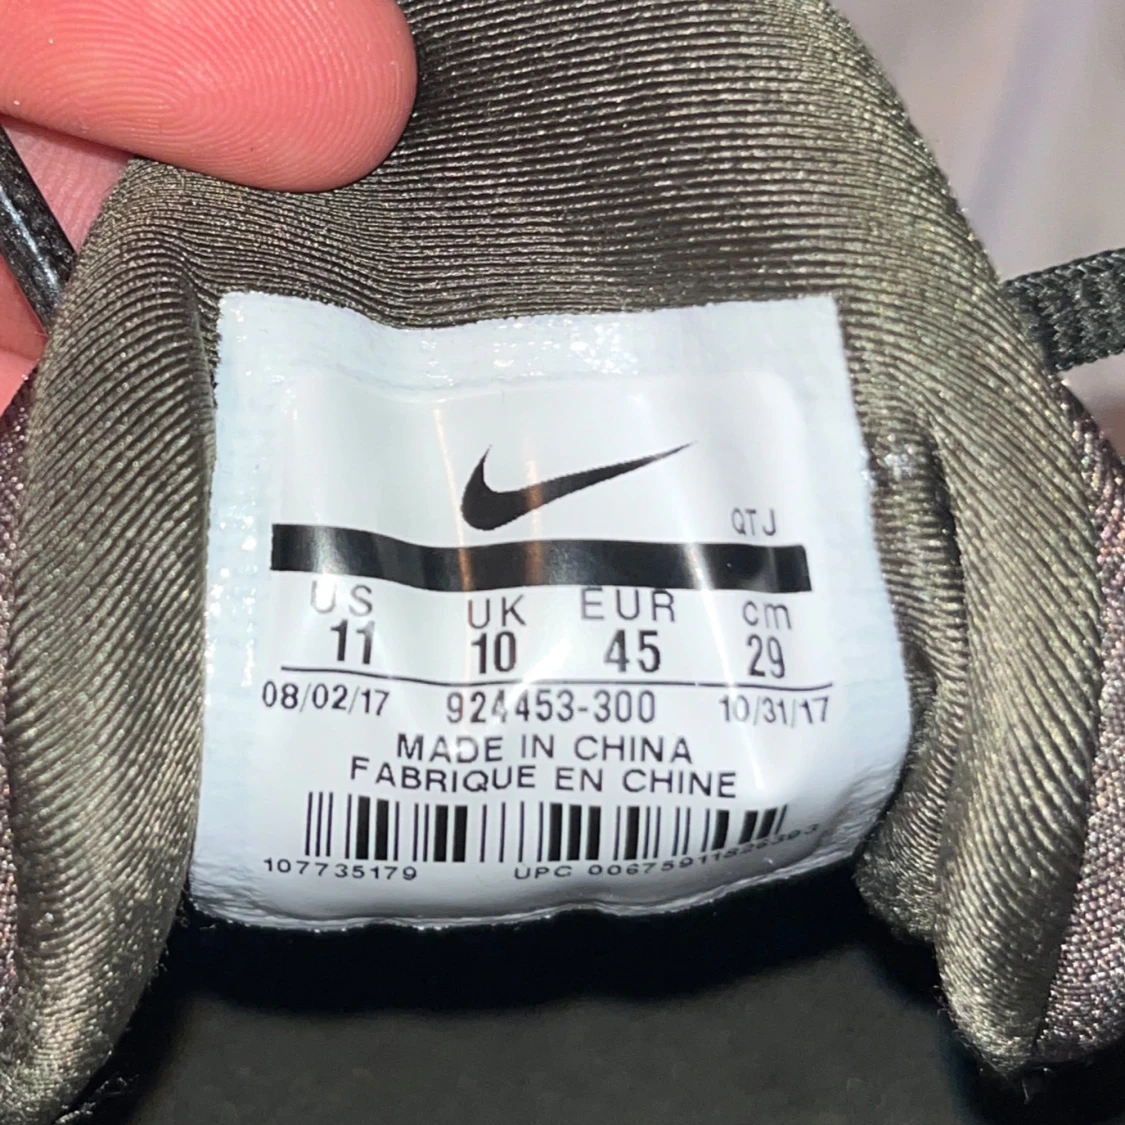 QTJ
US UK EUR cm
11 10 45 29
08/02/17 924453-300 10/31/17
MADE IN CHINA
FABRIQUE EN CHINE
107735179 UPC 00675911826393